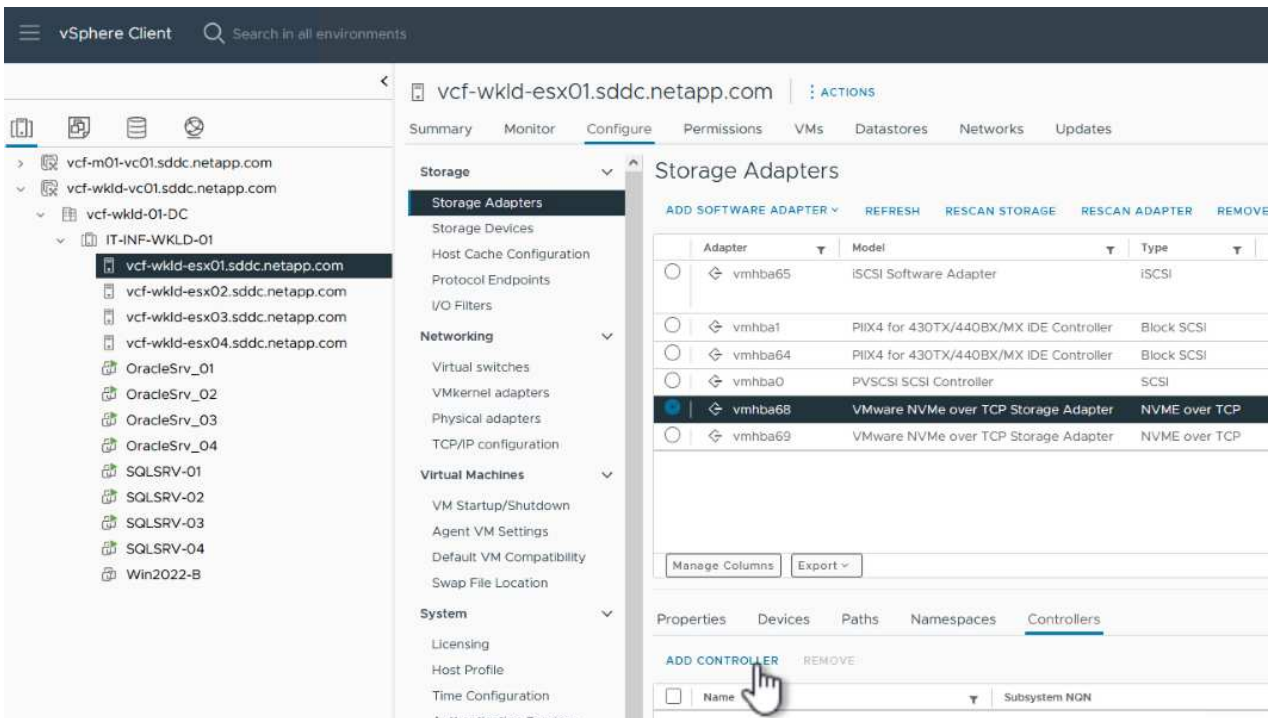 vSphere Client
Search in all environments
vcf-m01-vc01.sddc.netapp.com
vcf-wkld-vc01.sddc.netapp.com
vcf-wkld-01-DC
IT-INF-WKLD-01
vcf-wkld-esx01.sddc.netapp.com
vcf-wkld-esx02.sddc.netapp.com
vcf-wkld-esx03.sddc.netapp.com
vcf-wkld-esx04.sddc.netapp.com
OracleSrv_01
OracleSrv_02
OracleSrv_03
OracleSrv_04
SQLSRV-01
SQLSRV-02
SQLSRV-03
SQLSRV-04
Win2022-B
vcf-wkld-esx01.sddc.netapp.com ACTIONS
Summary Monitor Configure Permissions VMs Datastores Networks Updates
Storage
Storage Adapters
Storage Devices
Host Cache Configuration
Protocol Endpoints
I/O Filters
Networking
Virtual switches
VMkernel adapters
Physical adapters
TCP/IP configuration
Virtual Machines
VM Startup/Shutdown
Agent VM Settings
Default VM Compatibility
Swap File Location
System
Licensing
Host Profile
Time Configuration
Storage Adapters
ADD SOFTWARE ADAPTER REFRESH RESCAN STORAGE RESCAN ADAPTER REMOVE
Adapter Model Type
vmhba65 iSCSI Software Adapter iSCSI
vmhba1 PIIX4 for 430TX/440BX/MX IDE Controller Block SCSI
vmhba64 PIIX4 for 430TX/440BX/MX IDE Controller Block SCSI
vmhba0 PVSCSI SCSI Controller SCSI
vmhba68 VMware NVMe over TCP Storage Adapter NVME over TCP
vmhba69 VMware NVMe over TCP Storage Adapter NVME over TCP
Manage Columns Export
Properties Devices Paths Namespaces Controllers
ADD CONTROLLER REMOVE
Name Subsystem NQN